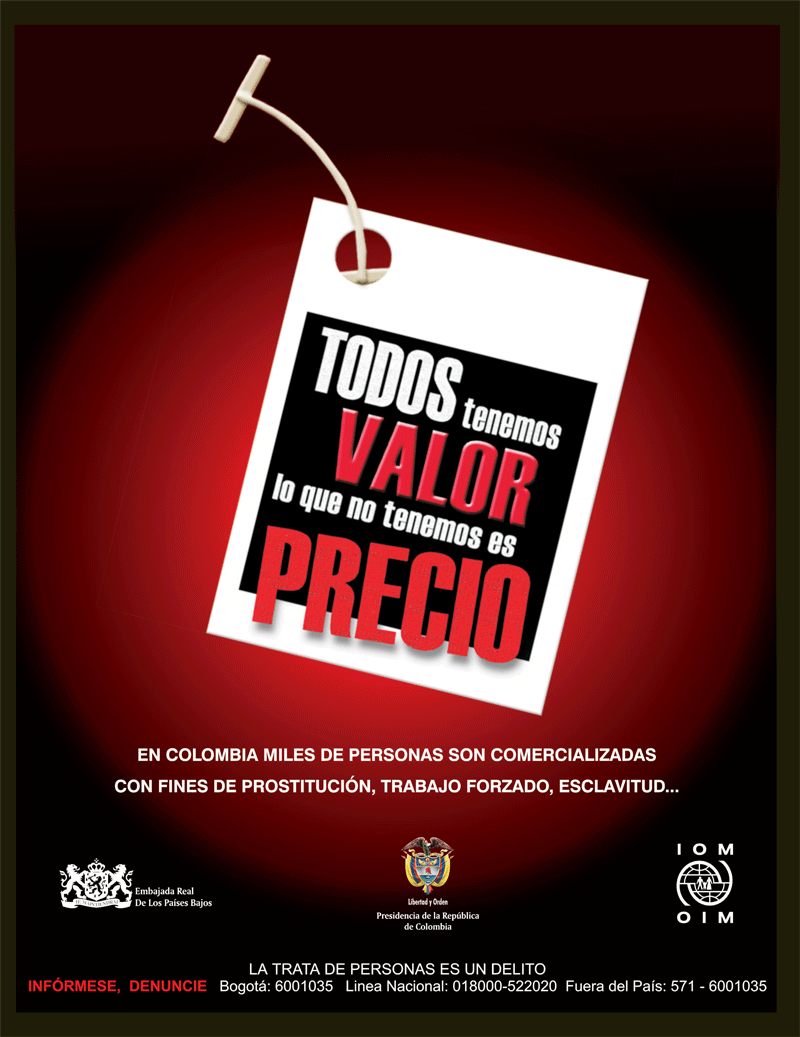 TODOS tenemos
VALOR
lo que no tenemos es
PRECIO
EN COLOMBIA MILES DE PERSONAS SON COMERCIALIZADAS
CON FINES DE PROSTITUCIÓN, TRABAJO FORZADO, ESCLAVITUD...
Embajada Real
De Los Países Bajos
Libertad y Orden
Presidencia de la República
de Colombia
IOM
OIM
LA TRATA DE PERSONAS ES UN DELITO
INFÓRMESE, DENUNCIE Bogotá: 6001035 Linea Nacional: 018000-522020 Fuera del País: 571 - 6001035